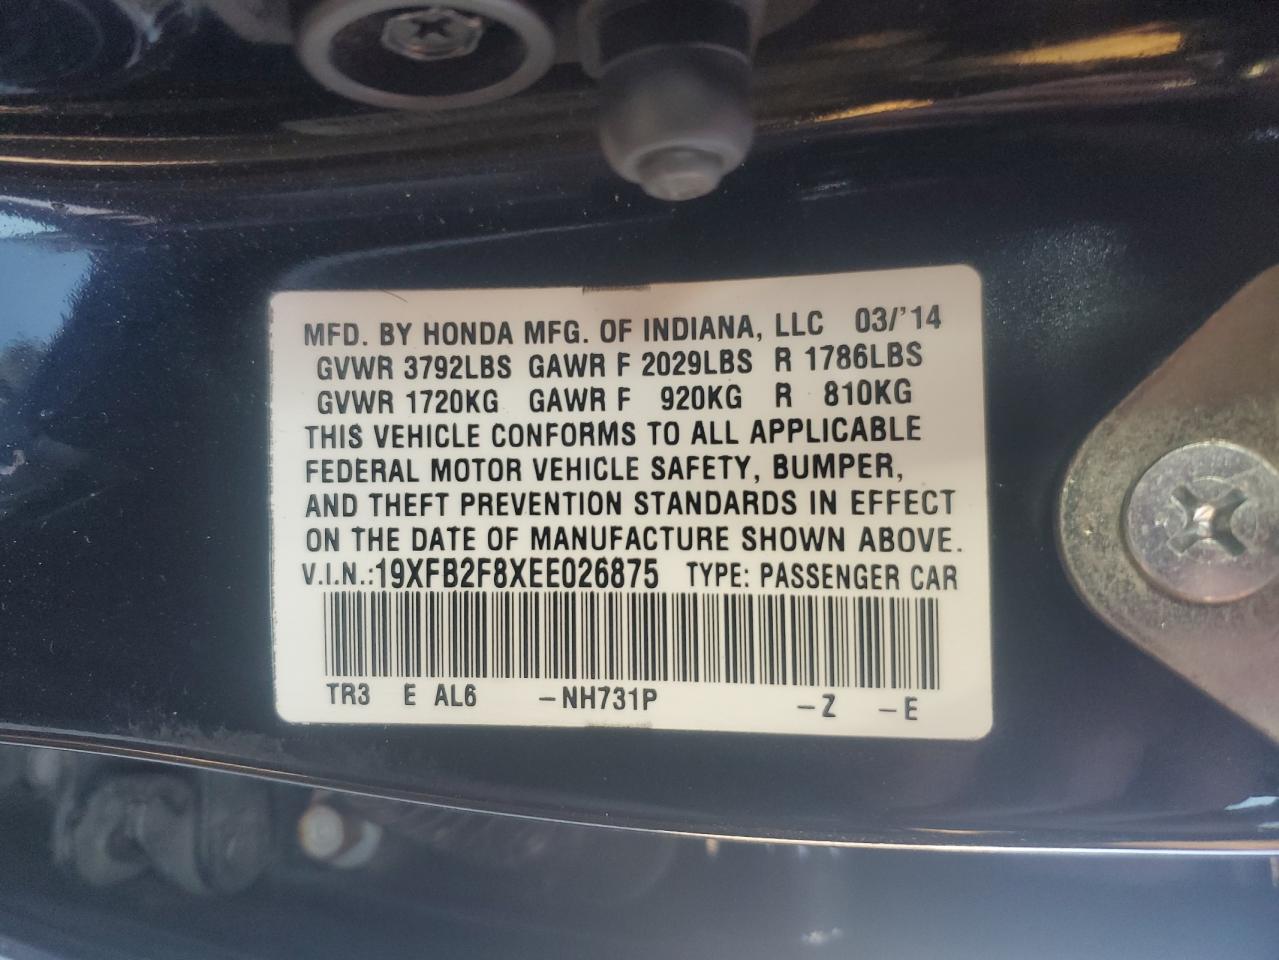 MFD. BY HONDA MFG. OF INDIANA, LLC 03/'14
GVWR 3792LBS GAWR F 2029LBS R 1786LBS
GVWR 1720KG GAWR F 920KG R 810KG
THIS VEHICLE CONFORMS TO ALL APPLICABLE
FEDERAL MOTOR VEHICLE SAFETY, BUMPER,
AND THEFT PREVENTION STANDARDS IN EFFECT
ON THE DATE OF MANUFACTURE SHOWN ABOVE.
V.I.N.:19XFB2F8XEE026875 TYPE: PASSENGER CAR
TR3 E AL6 –NH731P –Z –E